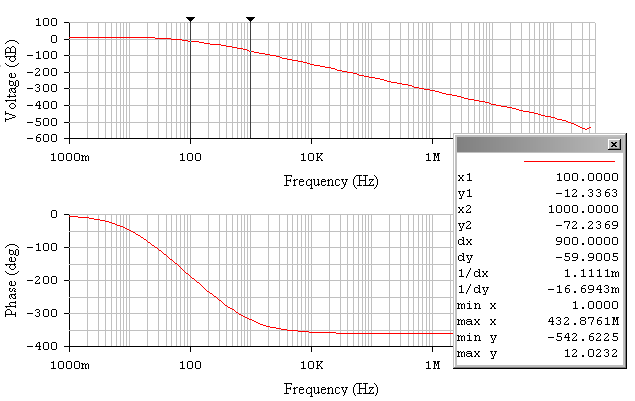 Voltage (dB)
100
0
-100
-200
-300
-400
-500
-600
1000m 100 10K 1M
Frequency (Hz)
Phase (deg)
0
-100
-200
-300
-400
1000m 100 10K 1M
Frequency (Hz)
x1 100.0000
y1 -12.3363
x2 1000.0000
y2 -72.2369
dx 900.0000
dy -59.9005
1/dx 1.1111m
1/dy -16.6943m
min x 1.0000
max x 432.8761M
min y -542.6225
max y 12.0232